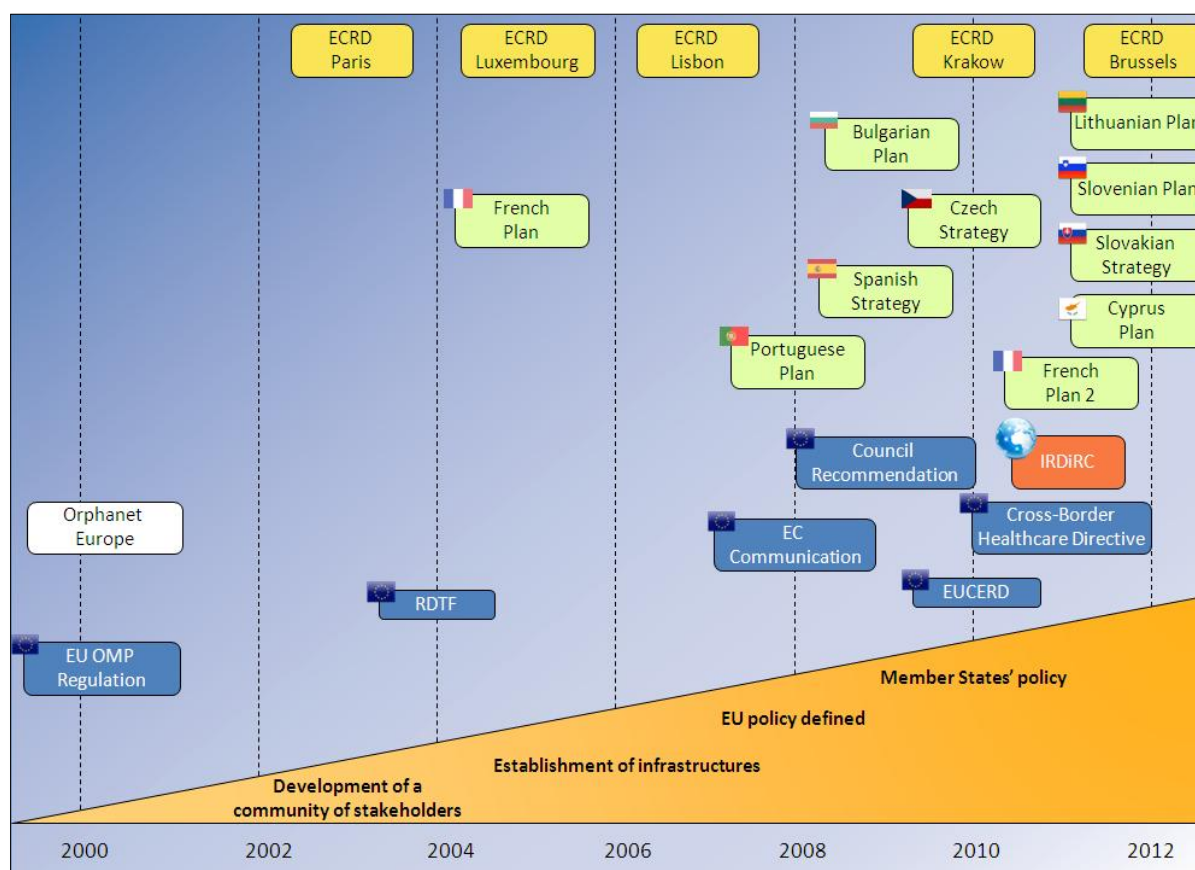 ECRD
Paris
ECRD
Luxembourg
ECRD
Lisbon
ECRD
Krakow
ECRD
Brussels
Lithuanian Plan
Bulgarian
Plan
Slovenian Plan
French
Plan
Czech
Strategy
Slovakian
Strategy
Spanish
Strategy
Cyprus
Plan
Portuguese
Plan
French
Plan 2
Council
Recommendation
IRDiRC
Orphanet
Europe
EC
Communication
Cross-Border
Healthcare Directive
RDTF
EUCERD
EU OMP
Regulation
Member States’ policy
EU policy defined
Establishment of infrastructures
Development of a
community of stakeholders
2000 2002 2004 2006 2008 2010 2012